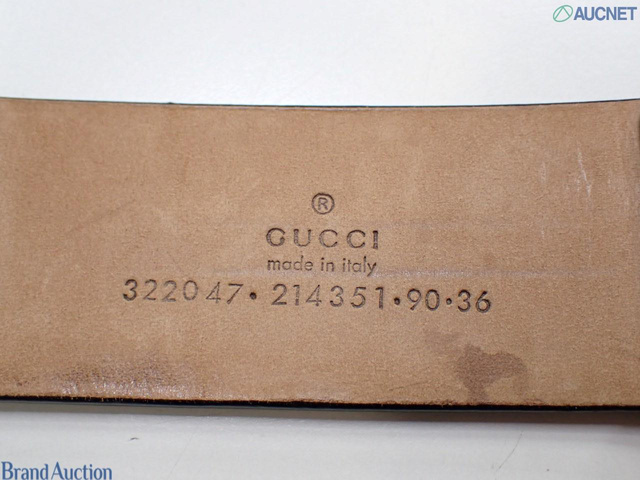 AUCNET
®
GUCCI
made in italy
322047·214351·90·36
Brand Auction